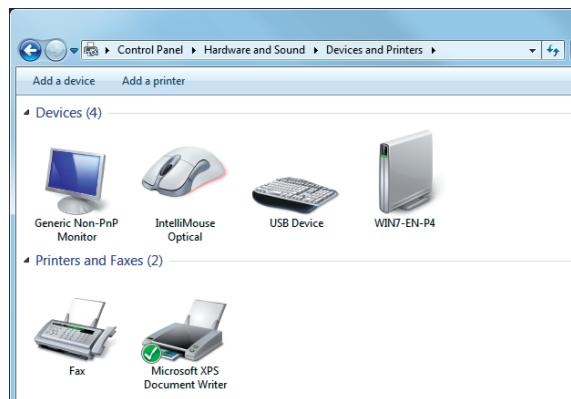 Control Panel Hardware and Sound Devices and Printers
Add a device Add a printer
Devices (4)
Generic Non-PnP
Monitor
IntelliMouse
Optical
USB Device
WIN7-EN-P4
Printers and Faxes (2)
Fax
Microsoft XPS
Document Writer